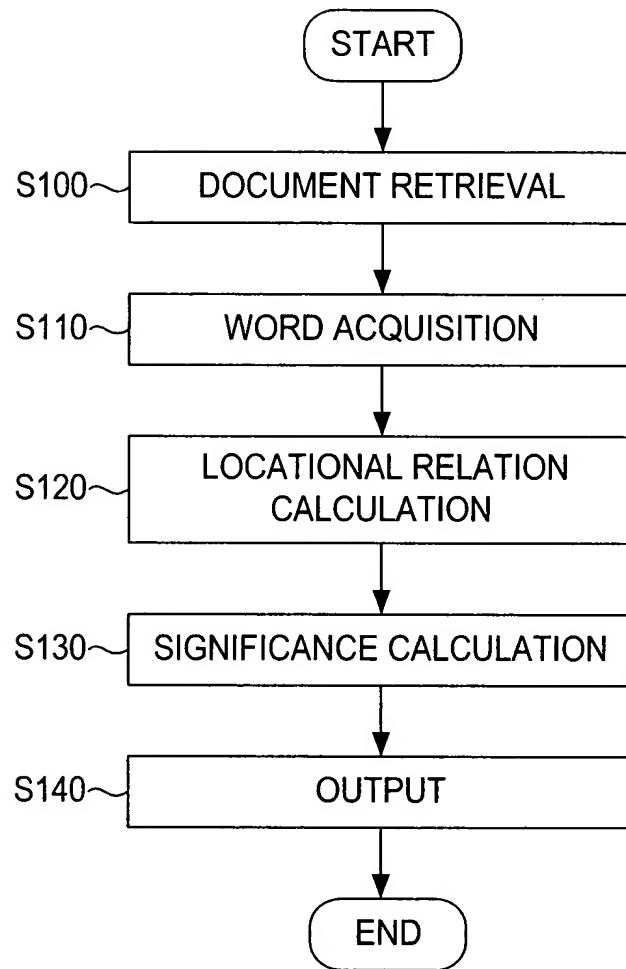 START
S100 DOCUMENT RETRIEVAL
S110 WORD ACQUISITION
S120 LOCATIONAL RELATION
CALCULATION
S130 SIGNIFICANCE CALCULATION
S140 OUTPUT
END